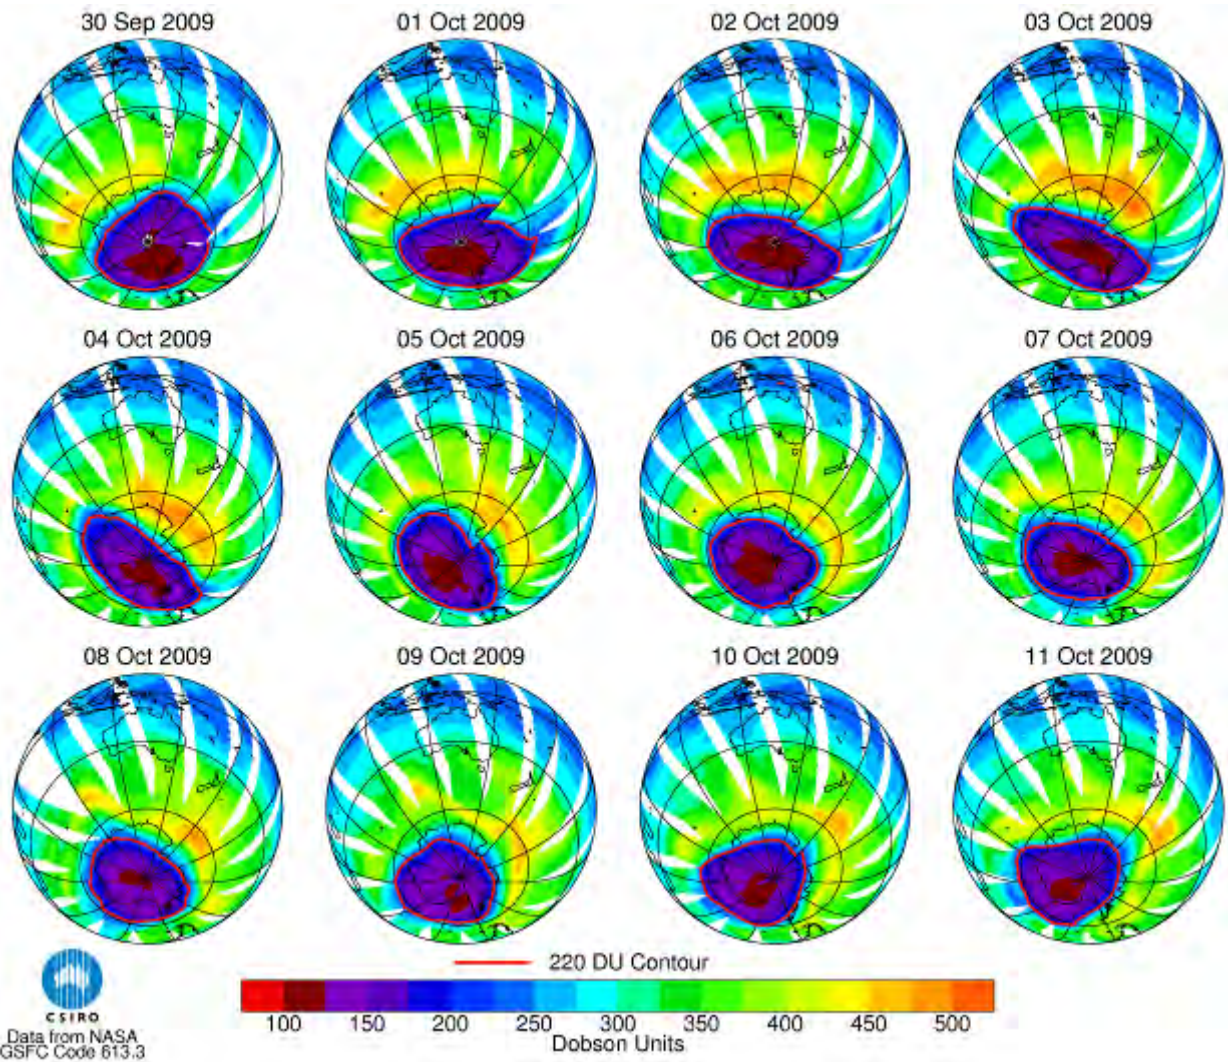 30 Sep 2009
01 Oct 2009
02 Oct 2009
03 Oct 2009
04 Oct 2009
05 Oct 2009
06 Oct 2009
07 Oct 2009
08 Oct 2009
09 Oct 2009
10 Oct 2009
11 Oct 2009
220 DU Contour
100 150 200 250 300 350 400 450 500
Dobson Units
CSIRO
Data from NASA
GSFC Code 613.3